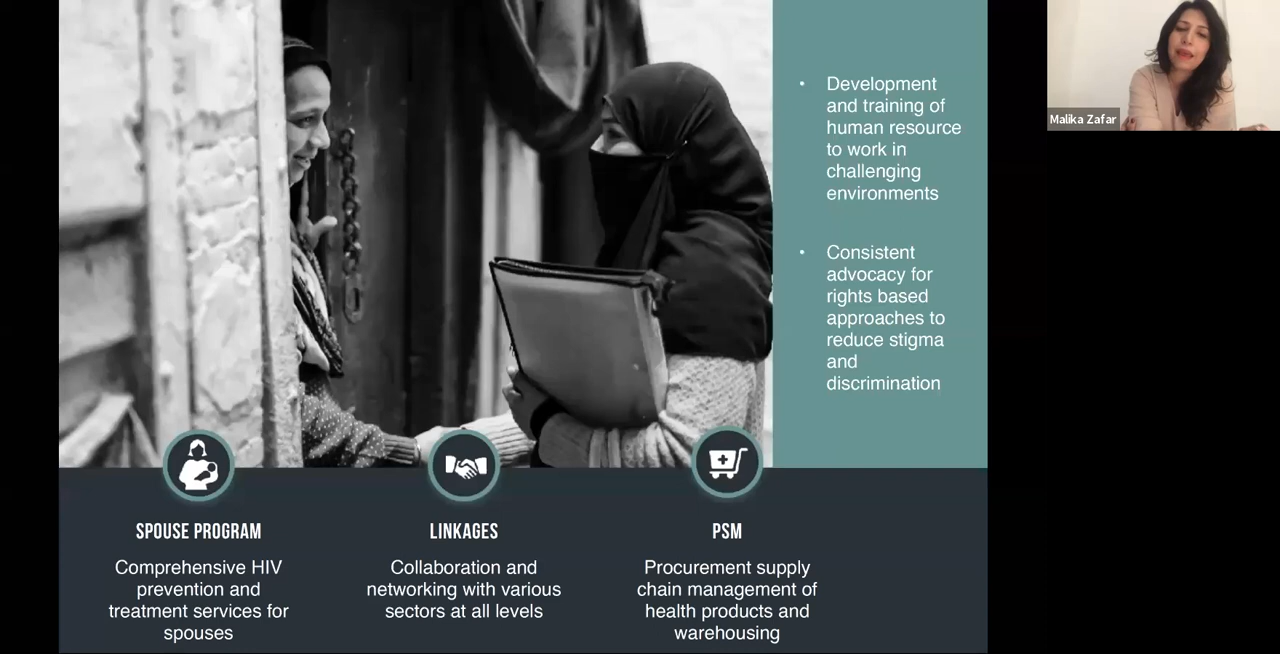 • Development
and training of
human resource
to work in
challenging
environments
• Consistent
advocacy for
rights based
approaches to
reduce stigma
and
discrimination
SPOUSE PROGRAM
Comprehensive HIV
prevention and
treatment services for
spouses
LINKAGES
Collaboration and
networking with various
sectors at all levels
PSM
Procurement supply
chain management of
health products and
warehousing
Malika Zafar